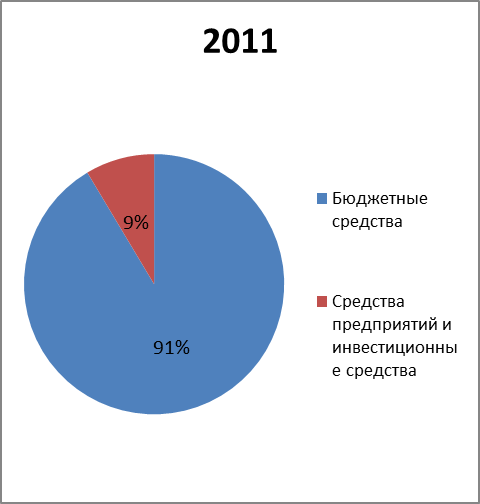 2011
Бюджетные
средства
9%
Средства
предприятий и
инвестиционны
е средства
91%